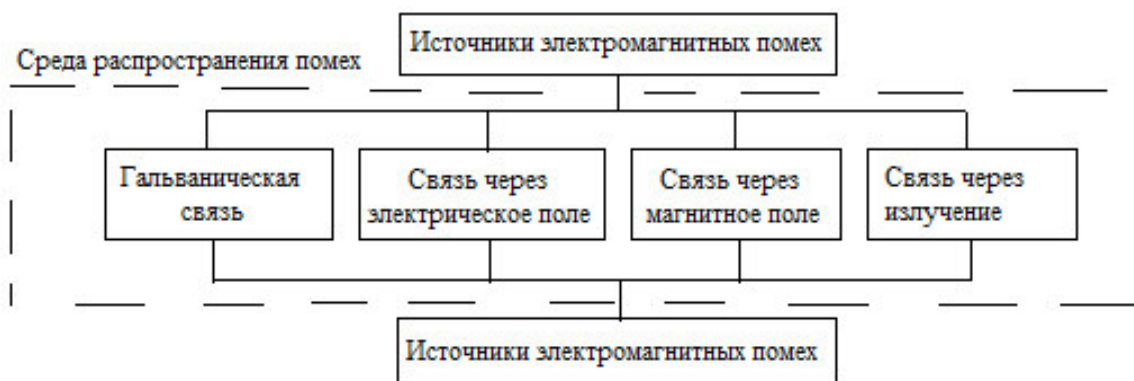 Источники электромагнитных помех
Среда распространения помех
Гальваническая
связь
Связь через
электрическое поле
Связь через
магнитное поле
Связь через
излучение
Источники электромагнитных помех